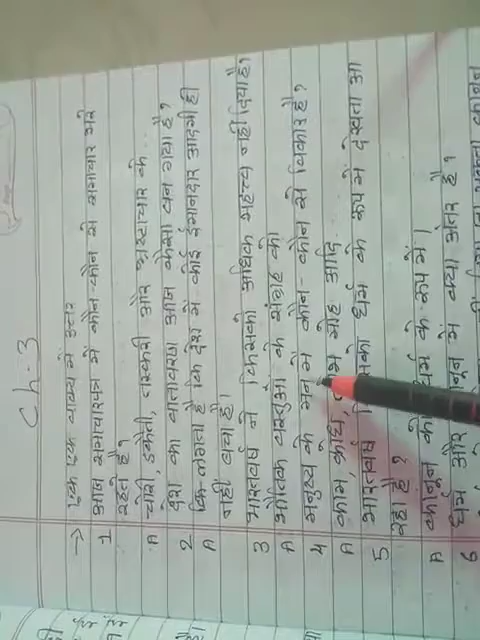 Ch-3
→ एक एक वाक्य में उत्तर
1 आज समाचारपत्र में कौन-कौन से समाचार भरे
रहते हैं?
A चोरी, डकैती, तस्करी और भ्रष्टाचार के
2 देश का वातावरण आज कैसा बन गया है?
A कि लगता है कि देश में कोई ईमानदार आदमी ही
नहीं बचा है।
3 भारतवर्ष ने किसको अधिक महत्त्व नहीं दिया है?
A भौतिक वस्तुओं के संग्रह को
4 मनुष्य के मन में कौन-कौन से विकार हैं?
A काम, क्रोध, मोह आदि
5 भारतवर्ष धर्म के रूप में देखता आ
रहा है?
A कानून को धर्म के रूप में।
6 धर्म और कानून में क्या अंतर है।